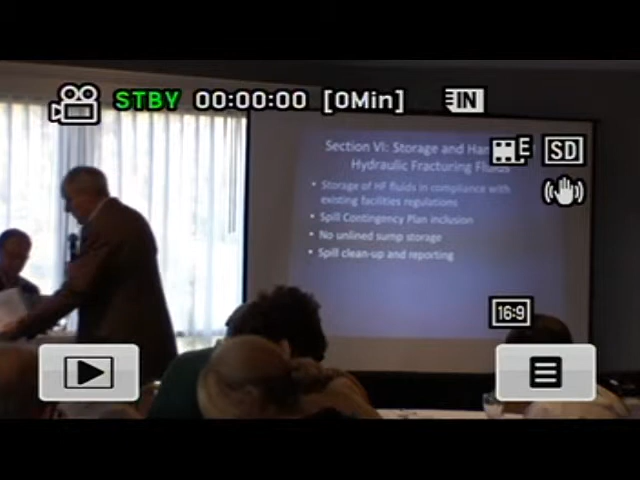 STBY 00:00:00 [0Min] IN
E SD
Section VI: Storage and
Hydraulic Fracturing Fluids
• Storage of HF fluids in compliance with
existing facilities regulations
• Spill Contingency Plan inclusion
• No unlined sump storage
• Spill clean-up and reporting
16:9